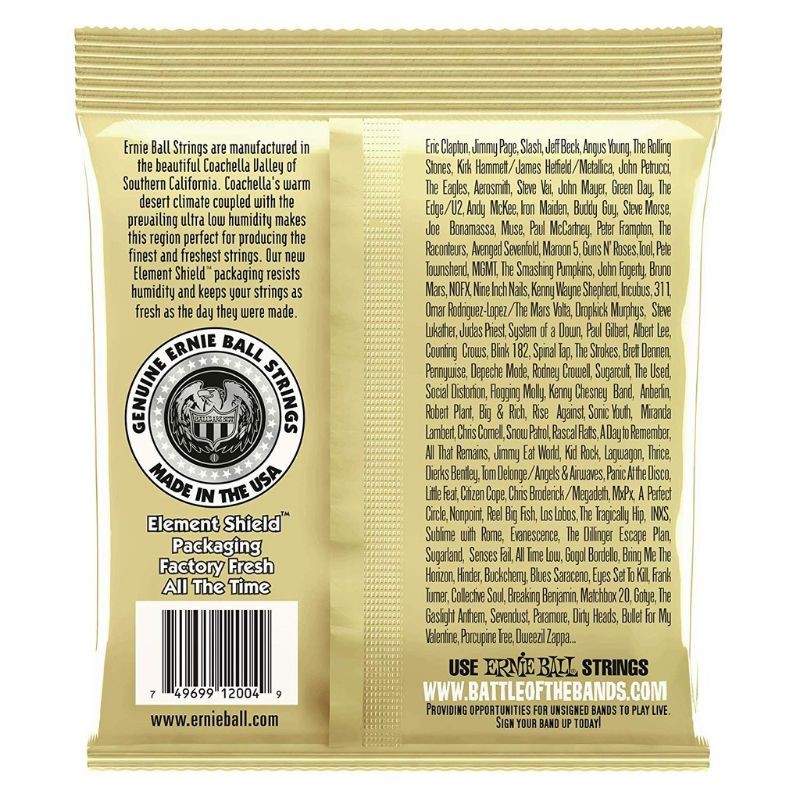 Ernie Ball Strings are manufactured in
the beautiful Coachella Valley of
Southern California. Coachella's warm
desert climate coupled with the
prevailing ultra low humidity makes
this region perfect for producing the
finest and freshest strings. Our new
Element Shield™ packaging resists
humidity and keeps your strings as
fresh as the day they were made.
GENUINE ERNIE BALL STRINGS
MADE IN THE USA
Element Shield™
Packaging
Factory Fresh
All The Time
7 49699 12004 9
www.ernieball.com
Eric Clapton, Jimmy Page, Slash, Jeff Beck, Angus Young, The Rolling
Stones, Kirk Hammett/James Hetfield/Metallica, John Petrucci,
The Eagles, Aerosmith, Steve Vai, John Mayer, Green Day, The
Edge/U2, Andy McKee, Iron Maiden, Buddy Guy, Steve Morse,
Joe Bonamassa, Muse, Paul McCartney, Peter Frampton, The
Raconteurs, Avenged Sevenfold, Maroon 5, Guns N' Roses, Tool, Pete
Townshend, MGMT, The Smashing Pumpkins, John Fogerty, Bruno
Mars, NOFX, Nine Inch Nails, Kenny Wayne Shepherd, Incubus, 311,
Omar Rodriguez-Lopez/The Mars Volta, Dropkick Murphys, Steve
Lukather, Judas Priest, System of a Down, Paul Gilbert, Albert Lee,
Counting Crows, Blink 182, Spinal Tap, The Strokes, Brett Dennen,
Pennywise, Depeche Mode, Rodney Crowell, Sugarcult, The Used,
Social Distortion, Flogging Molly, Kenny Chesney Band, Anberlin,
Robert Plant, Big & Rich, Rise Against, Sonic Youth, Miranda
Lambert, Chris Cornell, Snow Patrol, Rascal Flatts, A Day to Remember,
All That Remains, Jimmy Eat World, Kid Rock, Lagwagon, Thrice,
Dierks Bentley, Tom Delonge/Angels & Airwaves, Panic At the Disco,
Little Feat, Citizen Cope, Chris Broderick/Megadeth, MxPx, A Perfect
Circle, Nonpoint, Reel Big Fish, Los Lobos, The Tragically Hip, INXS,
Sublime with Rome, Evanescence, The Dillinger Escape Plan,
Sugarland, Senses Fail, All Time Low, Gogol Bordello, Bring Me The
Horizon, Hinder, Buckcherry, Blues Saraceno, Eyes Set To Kill, Frank
Turner, Collective Soul, Breaking Benjamin, Matchbox 20, Gotye, The
Gaslight Anthem, Sevendust, Paramore, Dirty Heads, Bullet For My
Valentine, Porcupine Tree, Dweezil Zappa...
USE ERNIE BALL STRINGS
WWW.BATTLEOFTHEBANDS.COM
PROVIDING OPPORTUNITIES FOR UNSIGNED BANDS TO PLAY LIVE.
SIGN YOUR BAND UP TODAY!